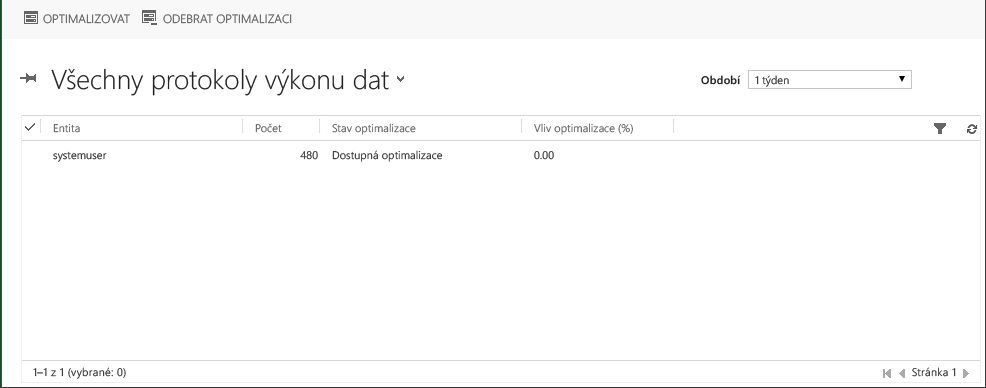 OPTIMALIZOVAT ODEBRAT OPTIMALIZACI
Všechny protokoly výkonu dat
Období 1 týden
Entita Počet Stav optimalizace Vliv optimalizace (%)
systemuser 480 Dostupná optimalizace 0.00
1–1 z 1 (vybrané: 0) Stránka 1